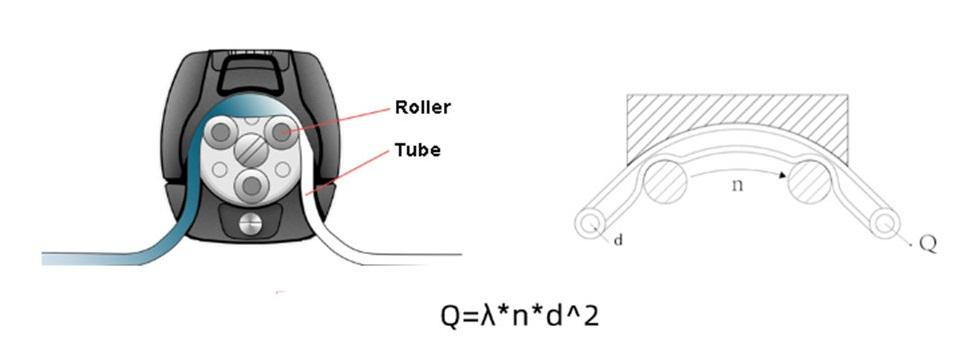 Roller
Tube
n
d
Q
Q=λ*n*d^2